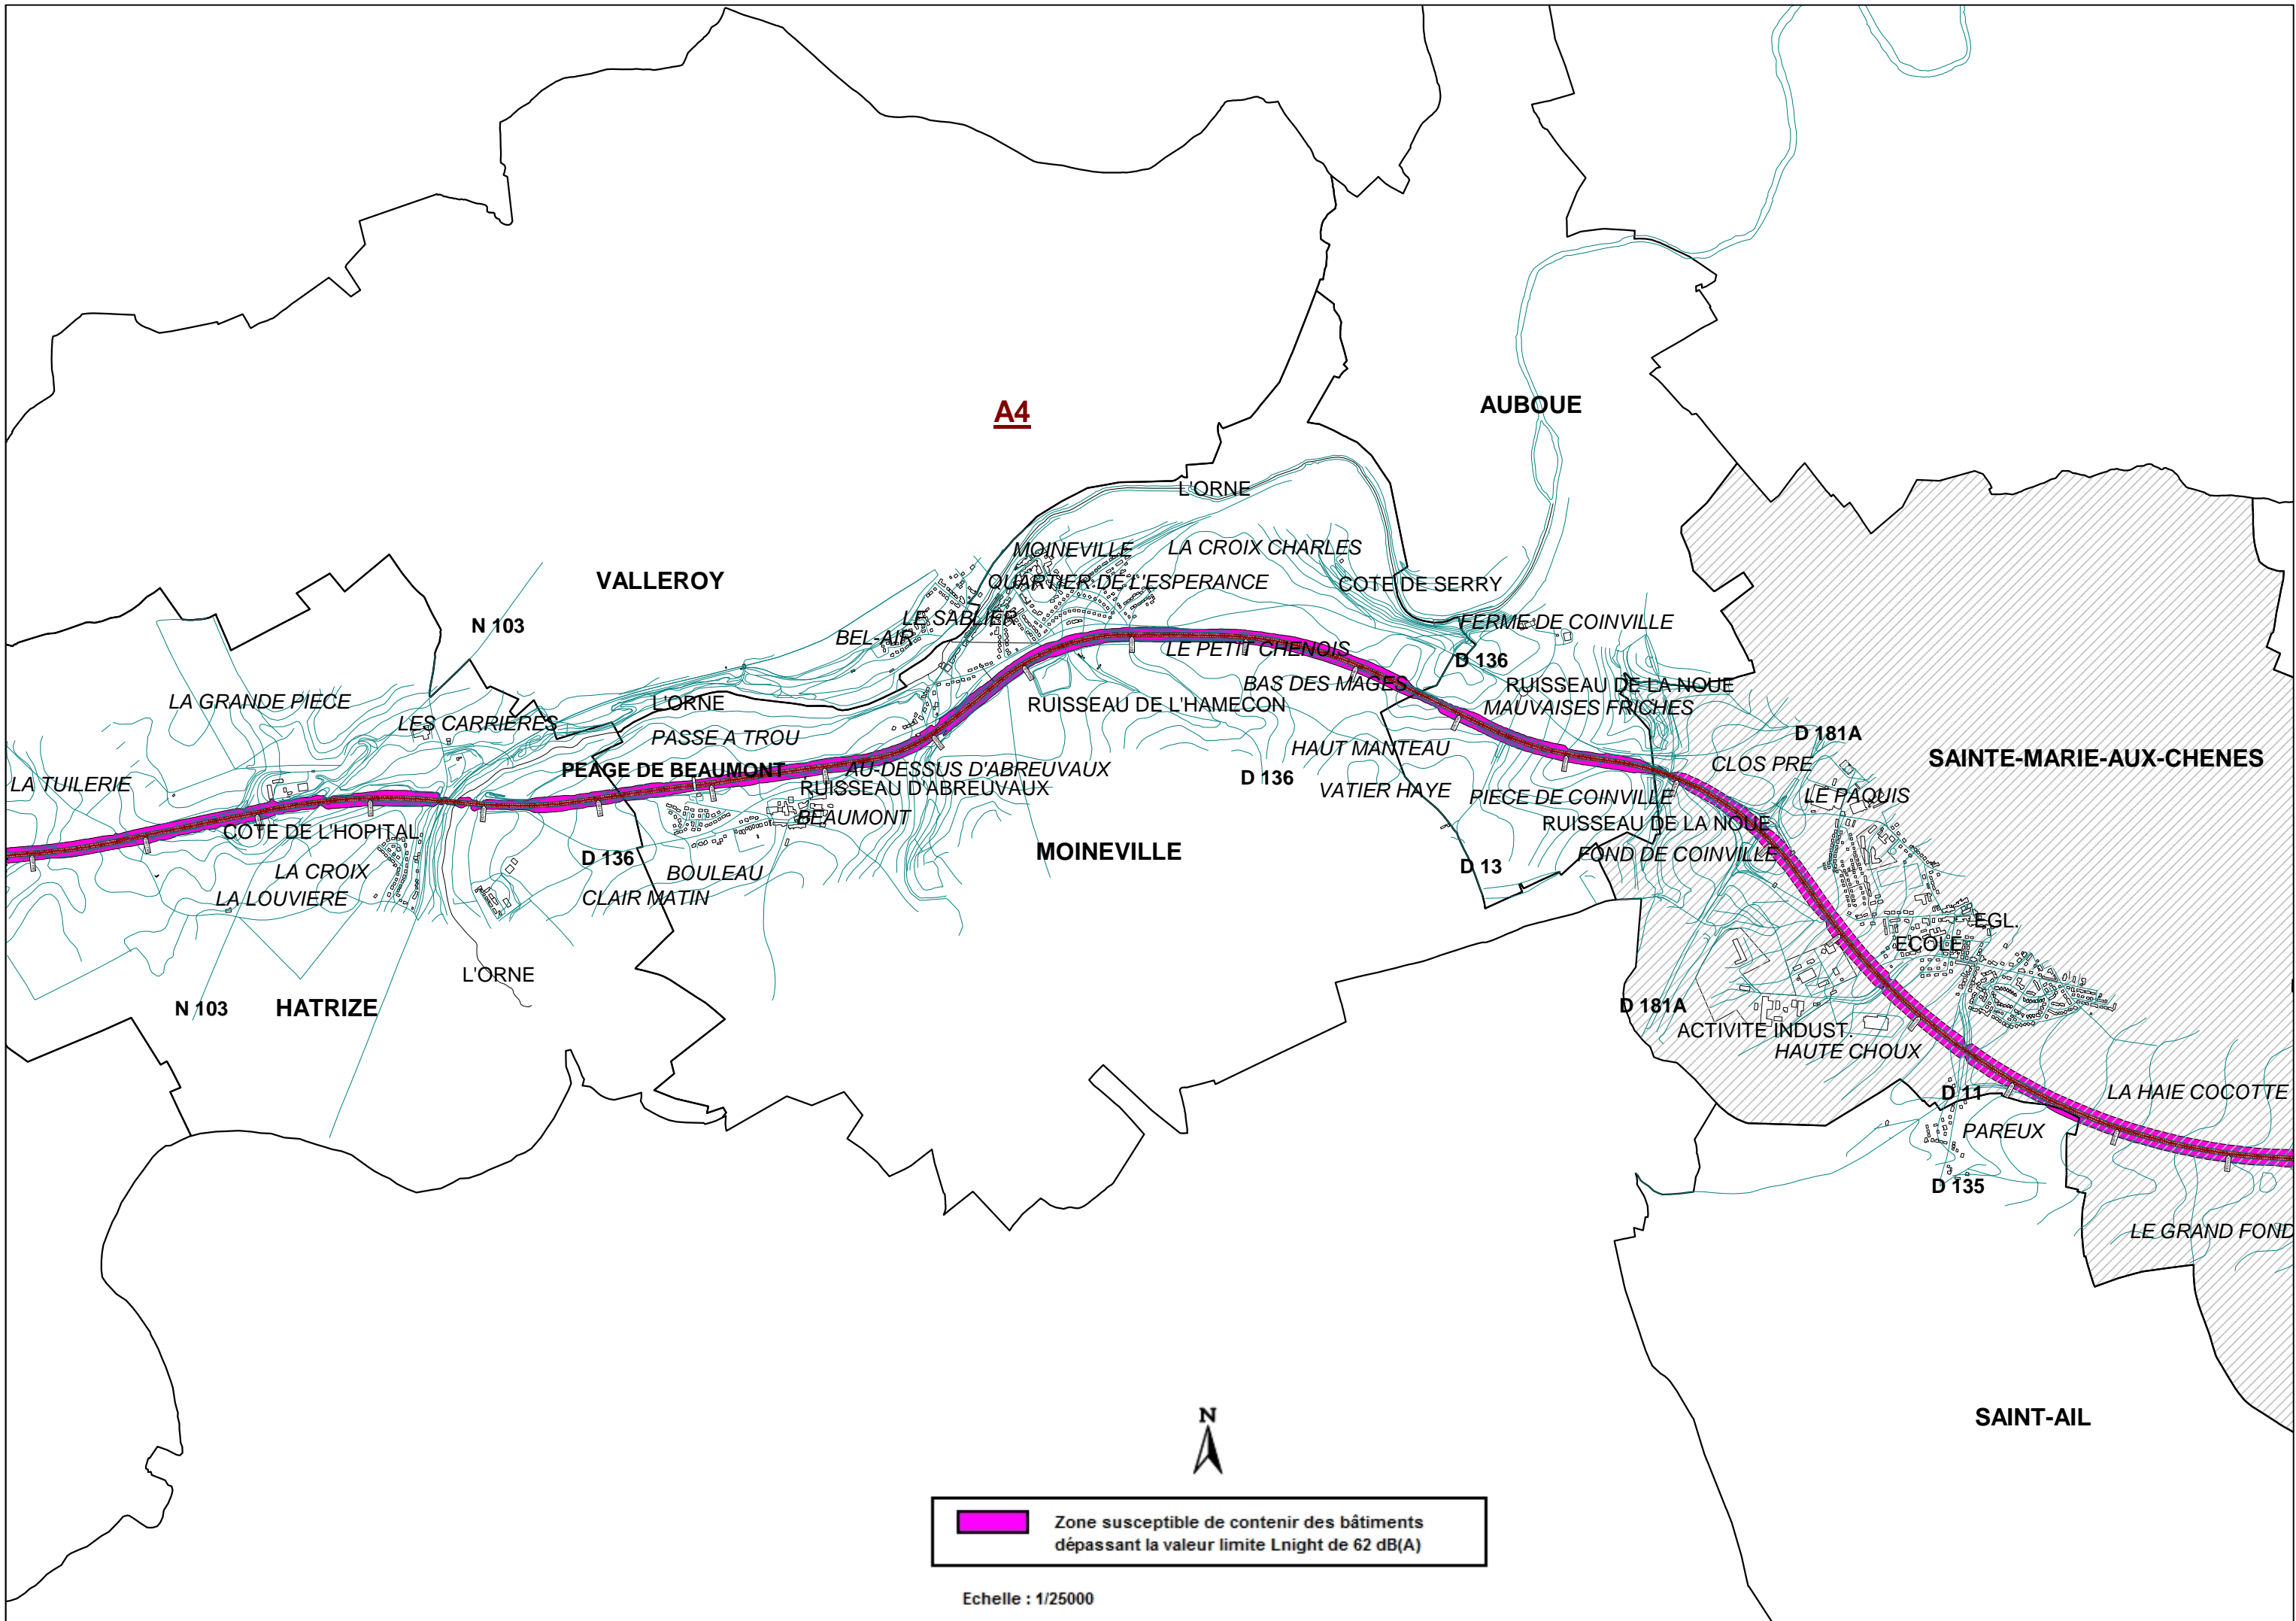 A4
AUBOUE
L'ORNE
MOINEVILLE
LA CROIX CHARLES
VALLEROY
QUARTIER DE L'ESPERANCE
COTE DE SERRY
N 103
LE SABLIER
FERME DE COINVILLE
BEL-AIR
LE PETIT CHENOIS
D 136
BAS DES MAGES
RUISSEAU DE LA NOUE
LA GRANDE PIECE
L'ORNE
RUISSEAU DE L'HAMECON
MAUVAISES FRICHES
LES CARRIERES
D 181A
PASSE A TROU
HAUT MANTEAU
SAINTE-MARIE-AUX-CHENES
CLOS PRE
PEAGE DE BEAUMONT
AU-DESSUS D'ABREUVAUX
D 136
LA TUILERIE
RUISSEAU D'ABREUVAUX
VATIER HAYE
PIECE DE COINVILLE
LE PAQUIS
BEAUMONT
COTE DE L'HOPITAL
RUISSEAU DE LA NOUE
MOINEVILLE
D 136
FOND DE COINVILLE
LA CROIX
BOULEAU
D 13
LA LOUVIERE
CLAIR MATIN
EGL.
ECOLE
L'ORNE
N 103
HATRIZE
D 181A
ACTIVITE INDUST.
HAUTE CHOUX
D 11
LA HAIE COCOTTE
PAREUX
D 135
LE GRAND FOND
SAINT-AIL
N
Zone susceptible de contenir des bâtiments
dépassant la valeur limite Lnight de 62 dB(A)
Echelle : 1/25000